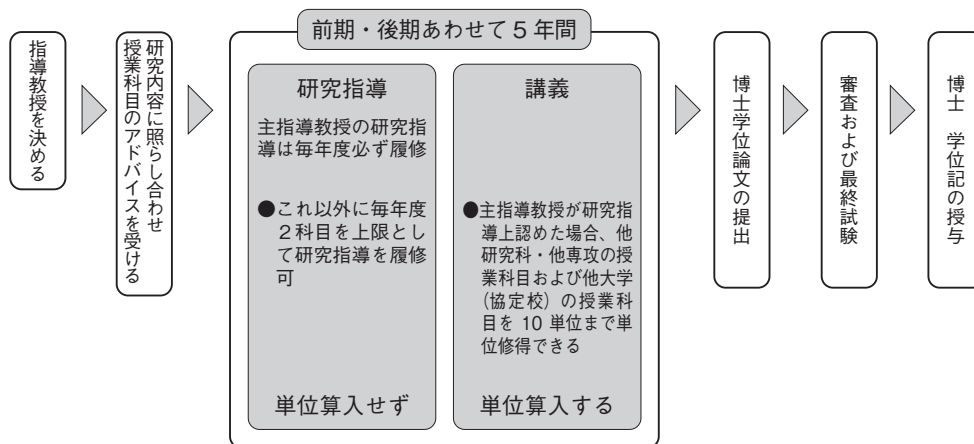 指導教授を決める
研究内容に照らし合わせ
授業科目のアドバイスを受ける
前期・後期あわせて5年間
研究指導
主指導教授の研究指
導は毎年度必ず履修
●これ以外に毎年度
2科目を上限とし
て研究指導を履修
可
単位算入せず
講義
●主指導教授が研究指
導上認めた場合、他
研究科・他専攻の授
業科目および他大学
(協定校)の授業科
目を 10 単位まで単
位修得できる
単位算入する
博士学位論文の提出
審査および最終試験
博士 学位記の授与